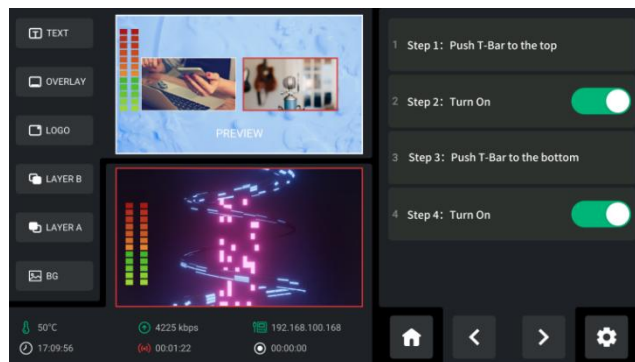 TEXT
OVERLAY
LOGO
LAYER B
LAYER A
BG
PREVIEW
50°C
4225 kbps
192.168.100.168
17:09:56
00:01:22
00:00:00
1 Step 1: Push T-Bar to the top
2 Step 2: Turn On
3 Step 3: Push T-Bar to the bottom
4 Step 4: Turn On